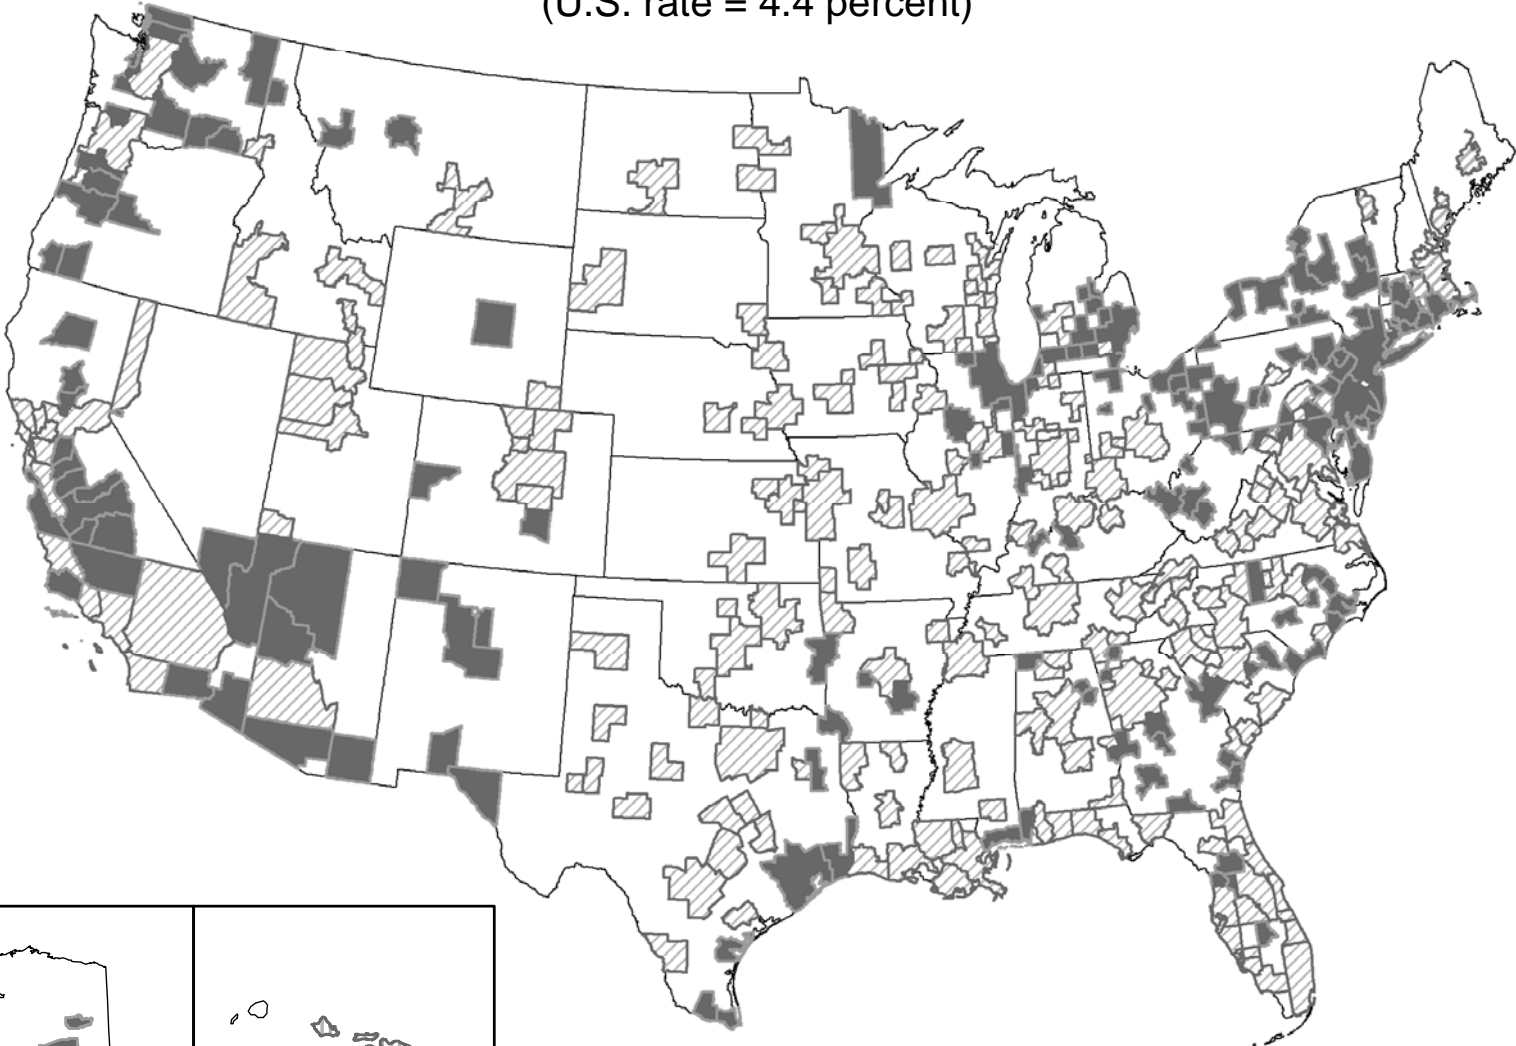 (U.S. rate = 4.4 percent)